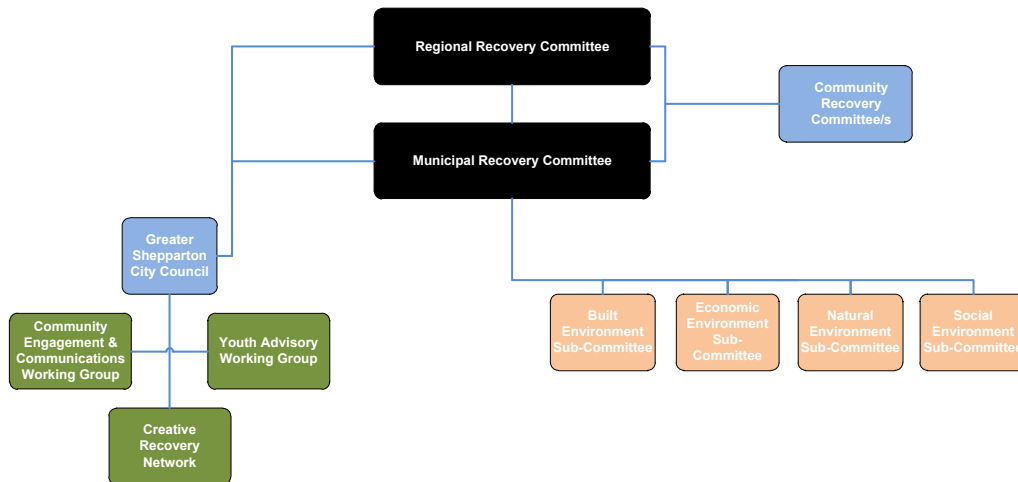 Regional Recovery Committee
Community
Recovery
Committee/s
Municipal Recovery Committee
Greater
Shepparton
City Council
Built
Environment
Sub-Committee
Economic
Environment
Sub-
Committee
Natural
Environment
Sub-Committee
Social
Environment
Sub-Committee
Community
Engagement &
Communications
Working Group
Youth Advisory
Working Group
Creative
Recovery
Network